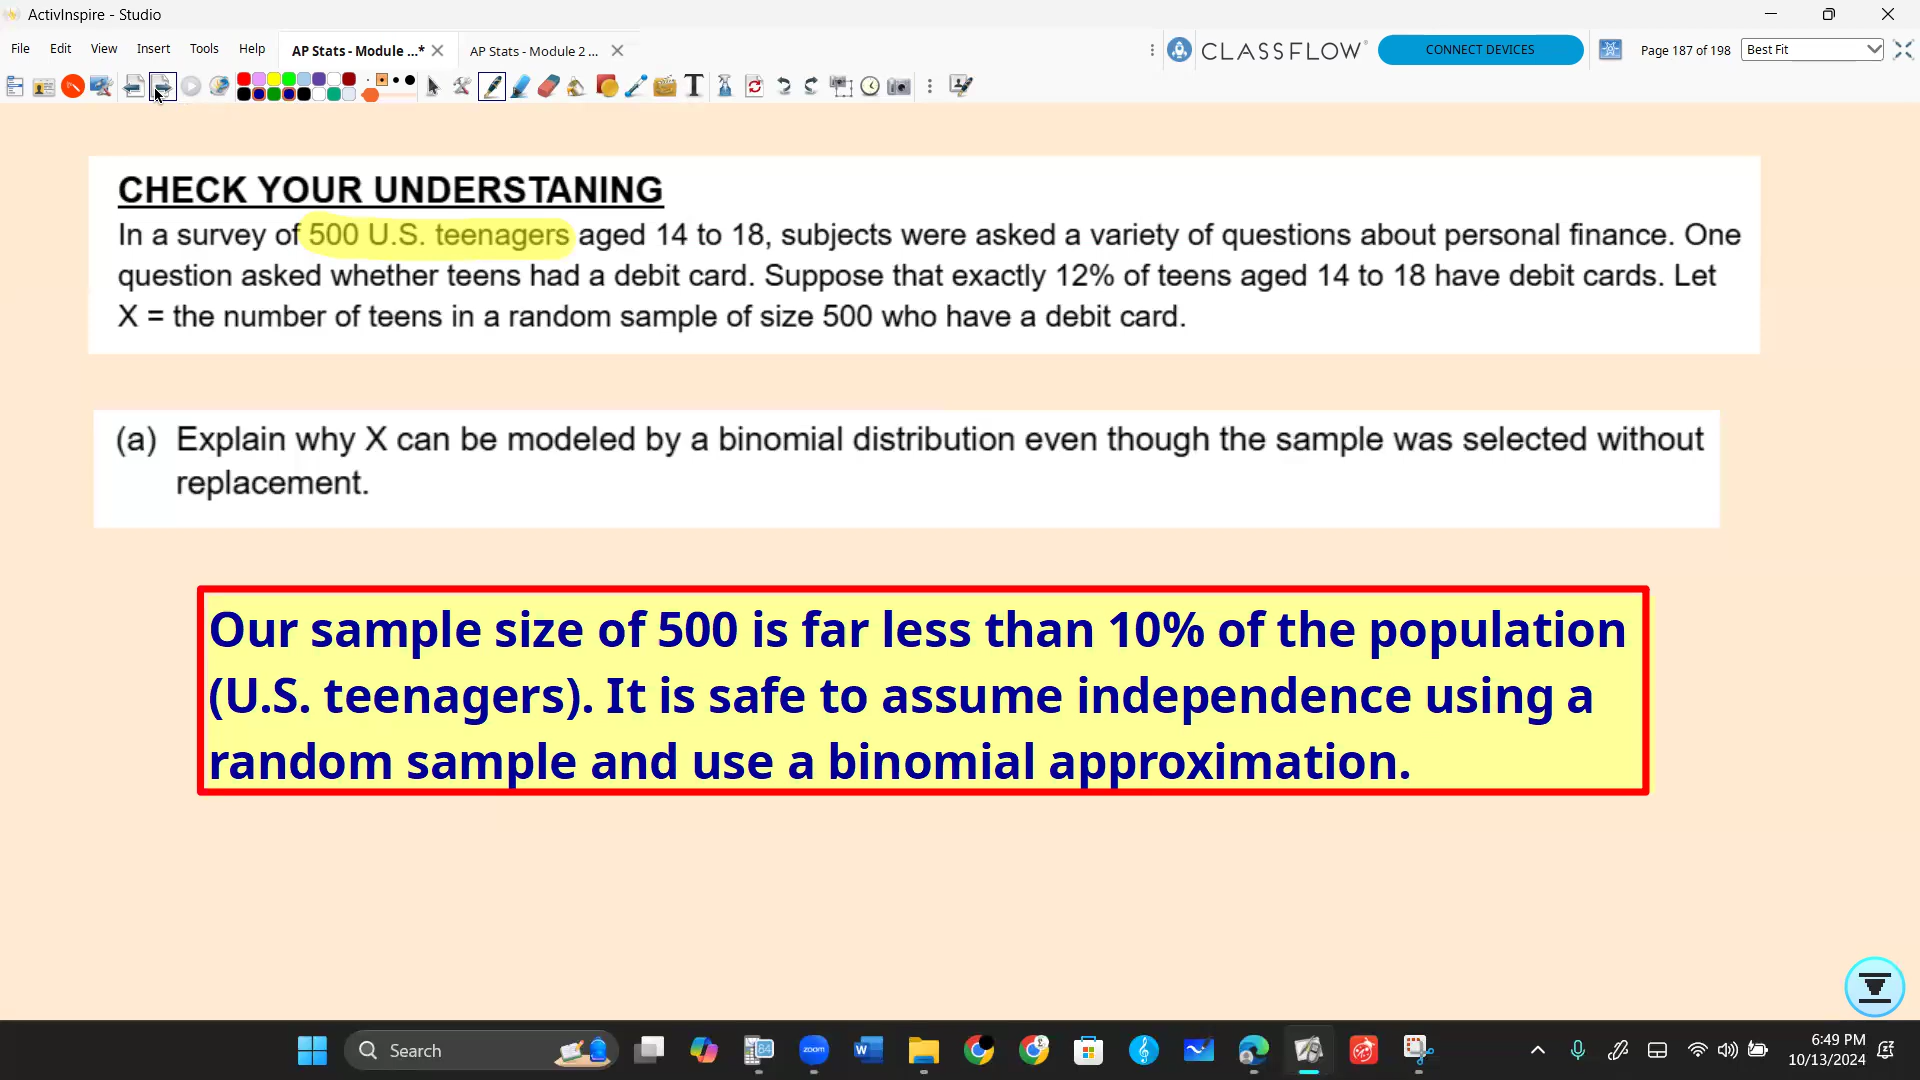 ActivInspire - Studio
File Edit View Insert Tools Help AP Stats - Module ...* AP Stats - Module 2 ... CLASSFLOW CONNECT DEVICES Page 187 of 198 Best Fit
CHECK YOUR UNDERSTANING
In a survey of 500 U.S. teenagers aged 14 to 18, subjects were asked a variety of questions about personal finance. One
question asked whether teens had a debit card. Suppose that exactly 12% of teens aged 14 to 18 have debit cards. Let
X = the number of teens in a random sample of size 500 who have a debit card.
(a) Explain why X can be modeled by a binomial distribution even though the sample was selected without
replacement.
Our sample size of 500 is far less than 10% of the population
(U.S. teenagers). It is safe to assume independence using a
random sample and use a binomial approximation.
Search
84
zoom
6:49 PM
10/13/2024